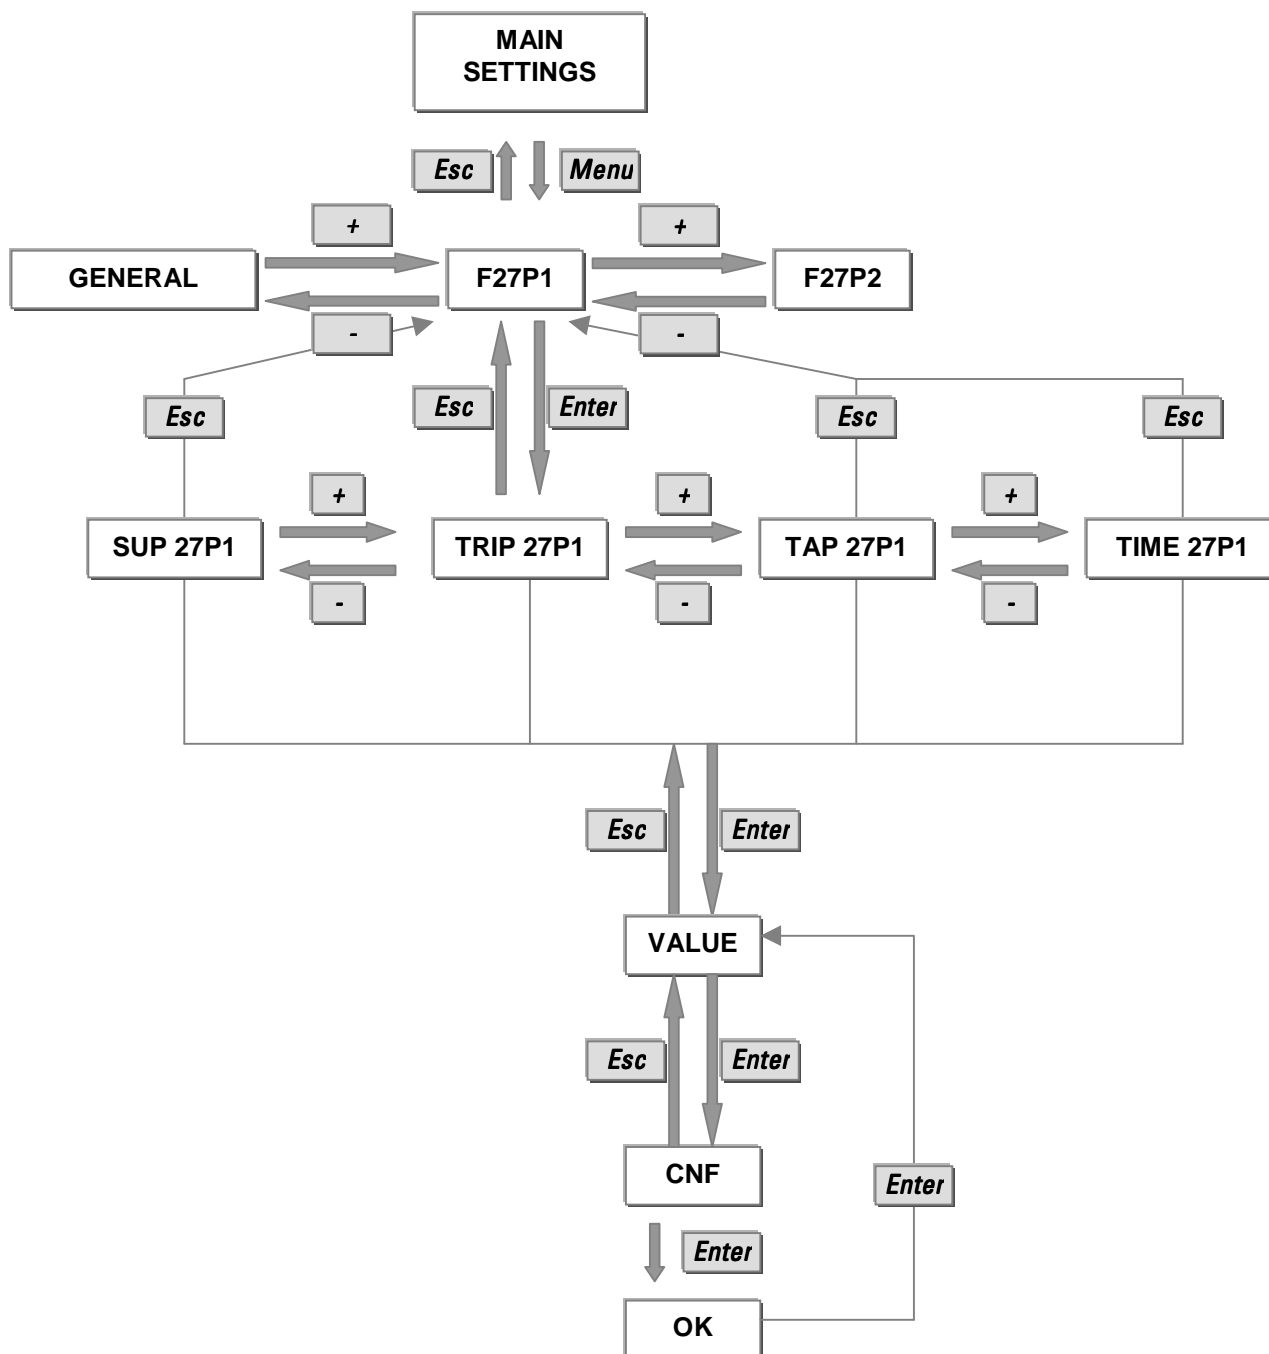 MAIN
SETTINGS
Esc
Menu
+
+
GENERAL
F27P1
F27P2
-
-
Esc
Esc
Enter
Esc
Esc
+
+
+
SUP 27P1
TRIP 27P1
TAP 27P1
TIME 27P1
-
-
-
Esc
Enter
VALUE
Esc
Enter
CNF
Enter
Enter
OK